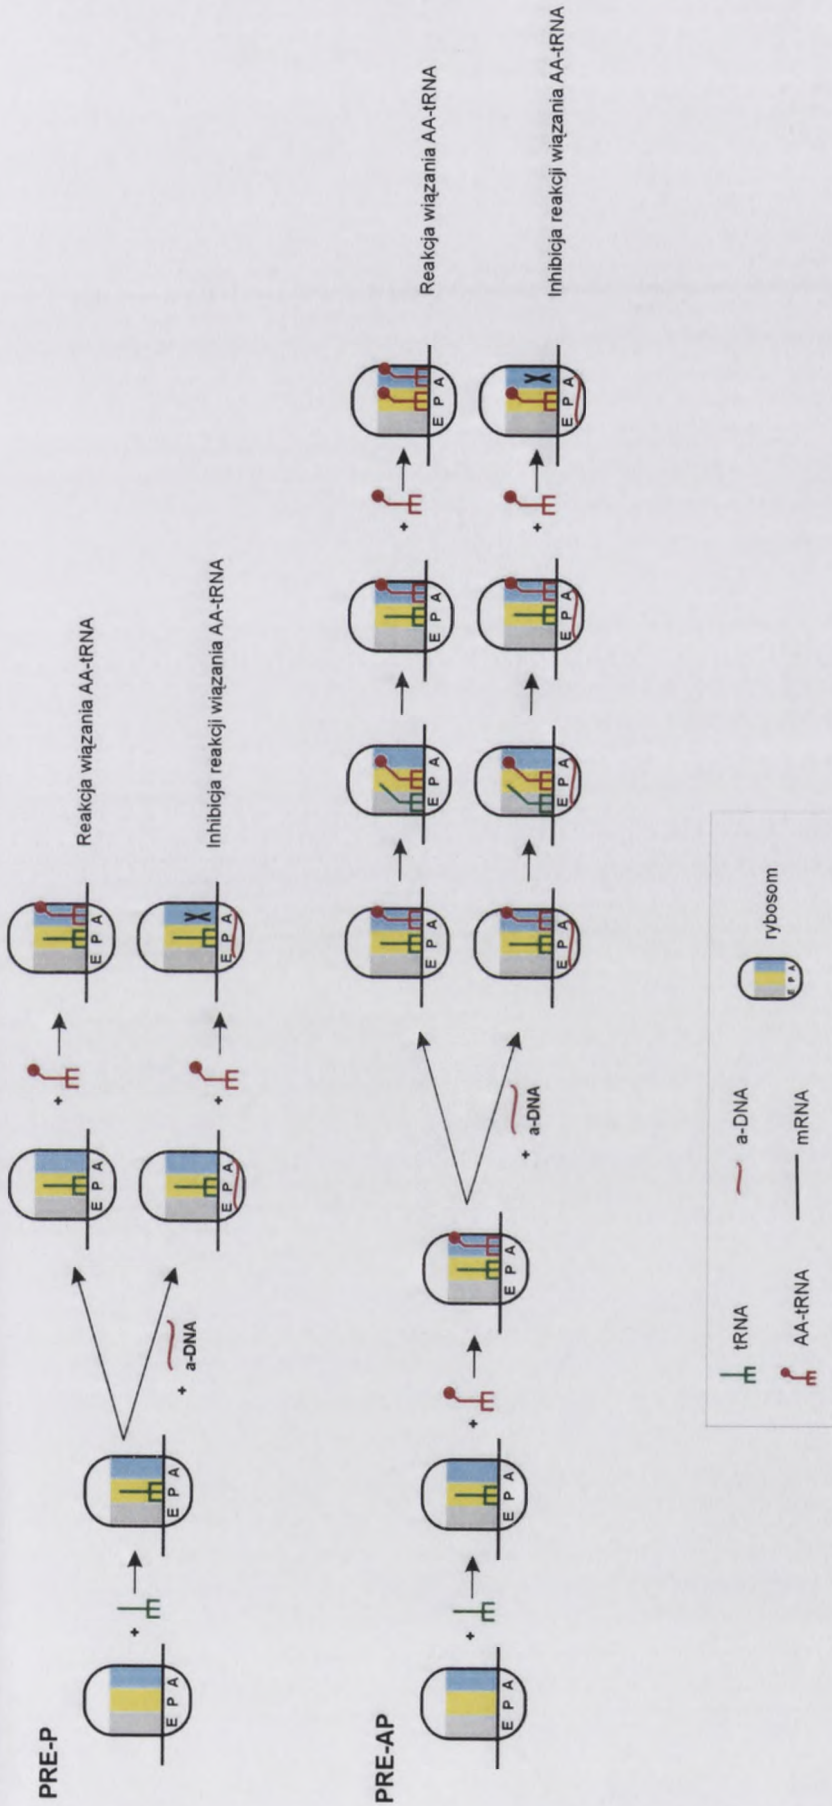 PRE-P
E P A
+
E P A
+ a-DNA
E P A
+
E P A
Reakcja wiązania AA-tRNA
E P A
+
E P A
Inhibicja reakcji wiązania AA-tRNA
PRE-AP
E P A
+
E P A
+
E P A
+ a-DNA
E P A
E P A
E P A
+
E P A
Reakcja wiązania AA-tRNA
E P A
E P A
E P A
+
E P A
Inhibicja reakcji wiązania AA-tRNA
tRNA
a-DNA
E P A
rybosom
AA-tRNA
mRNA